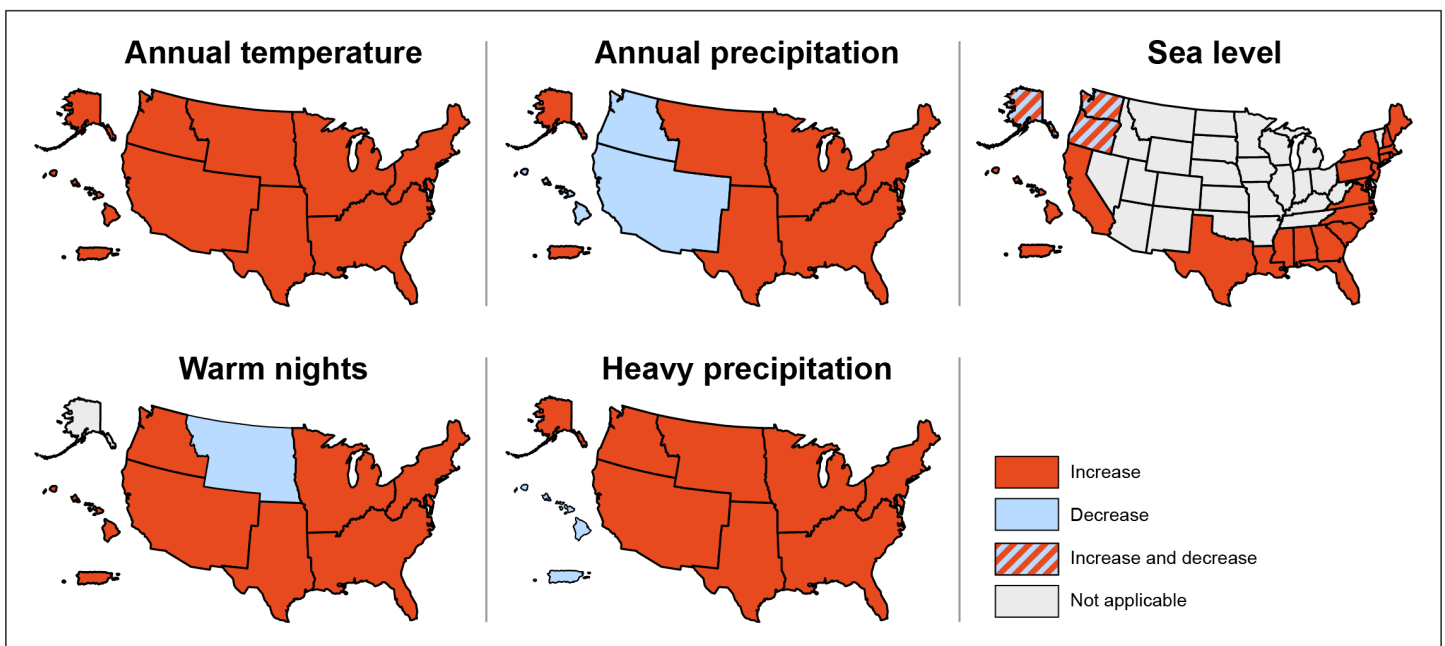 Annual temperature
Annual precipitation
Sea level
Warm nights
Heavy precipitation
Increase
Decrease
Increase and decrease
Not applicable